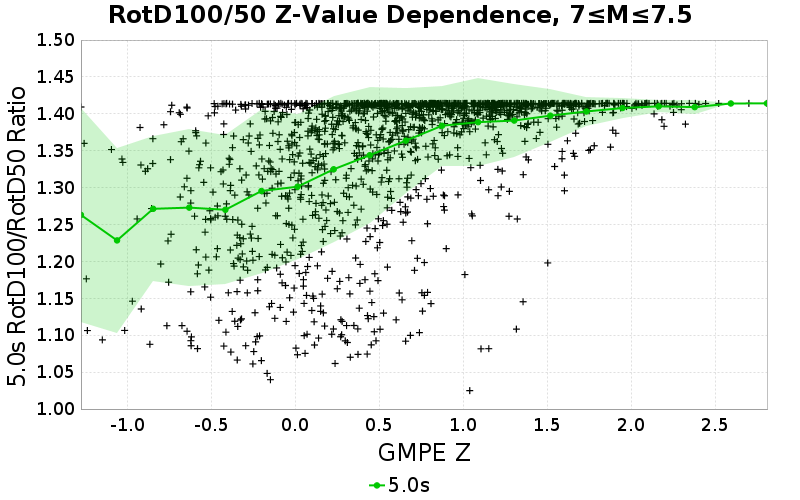 RotD100/50 Z-Value Dependence, 7≤M≤7.5
5.0s RotD100/RotD50 Ratio
1.50
1.45
1.40
1.35
1.30
1.25
1.20
1.15
1.10
1.05
1.00
-1.0 -0.5 0.0 0.5 1.0 1.5 2.0 2.5
GMPE Z
5.0s